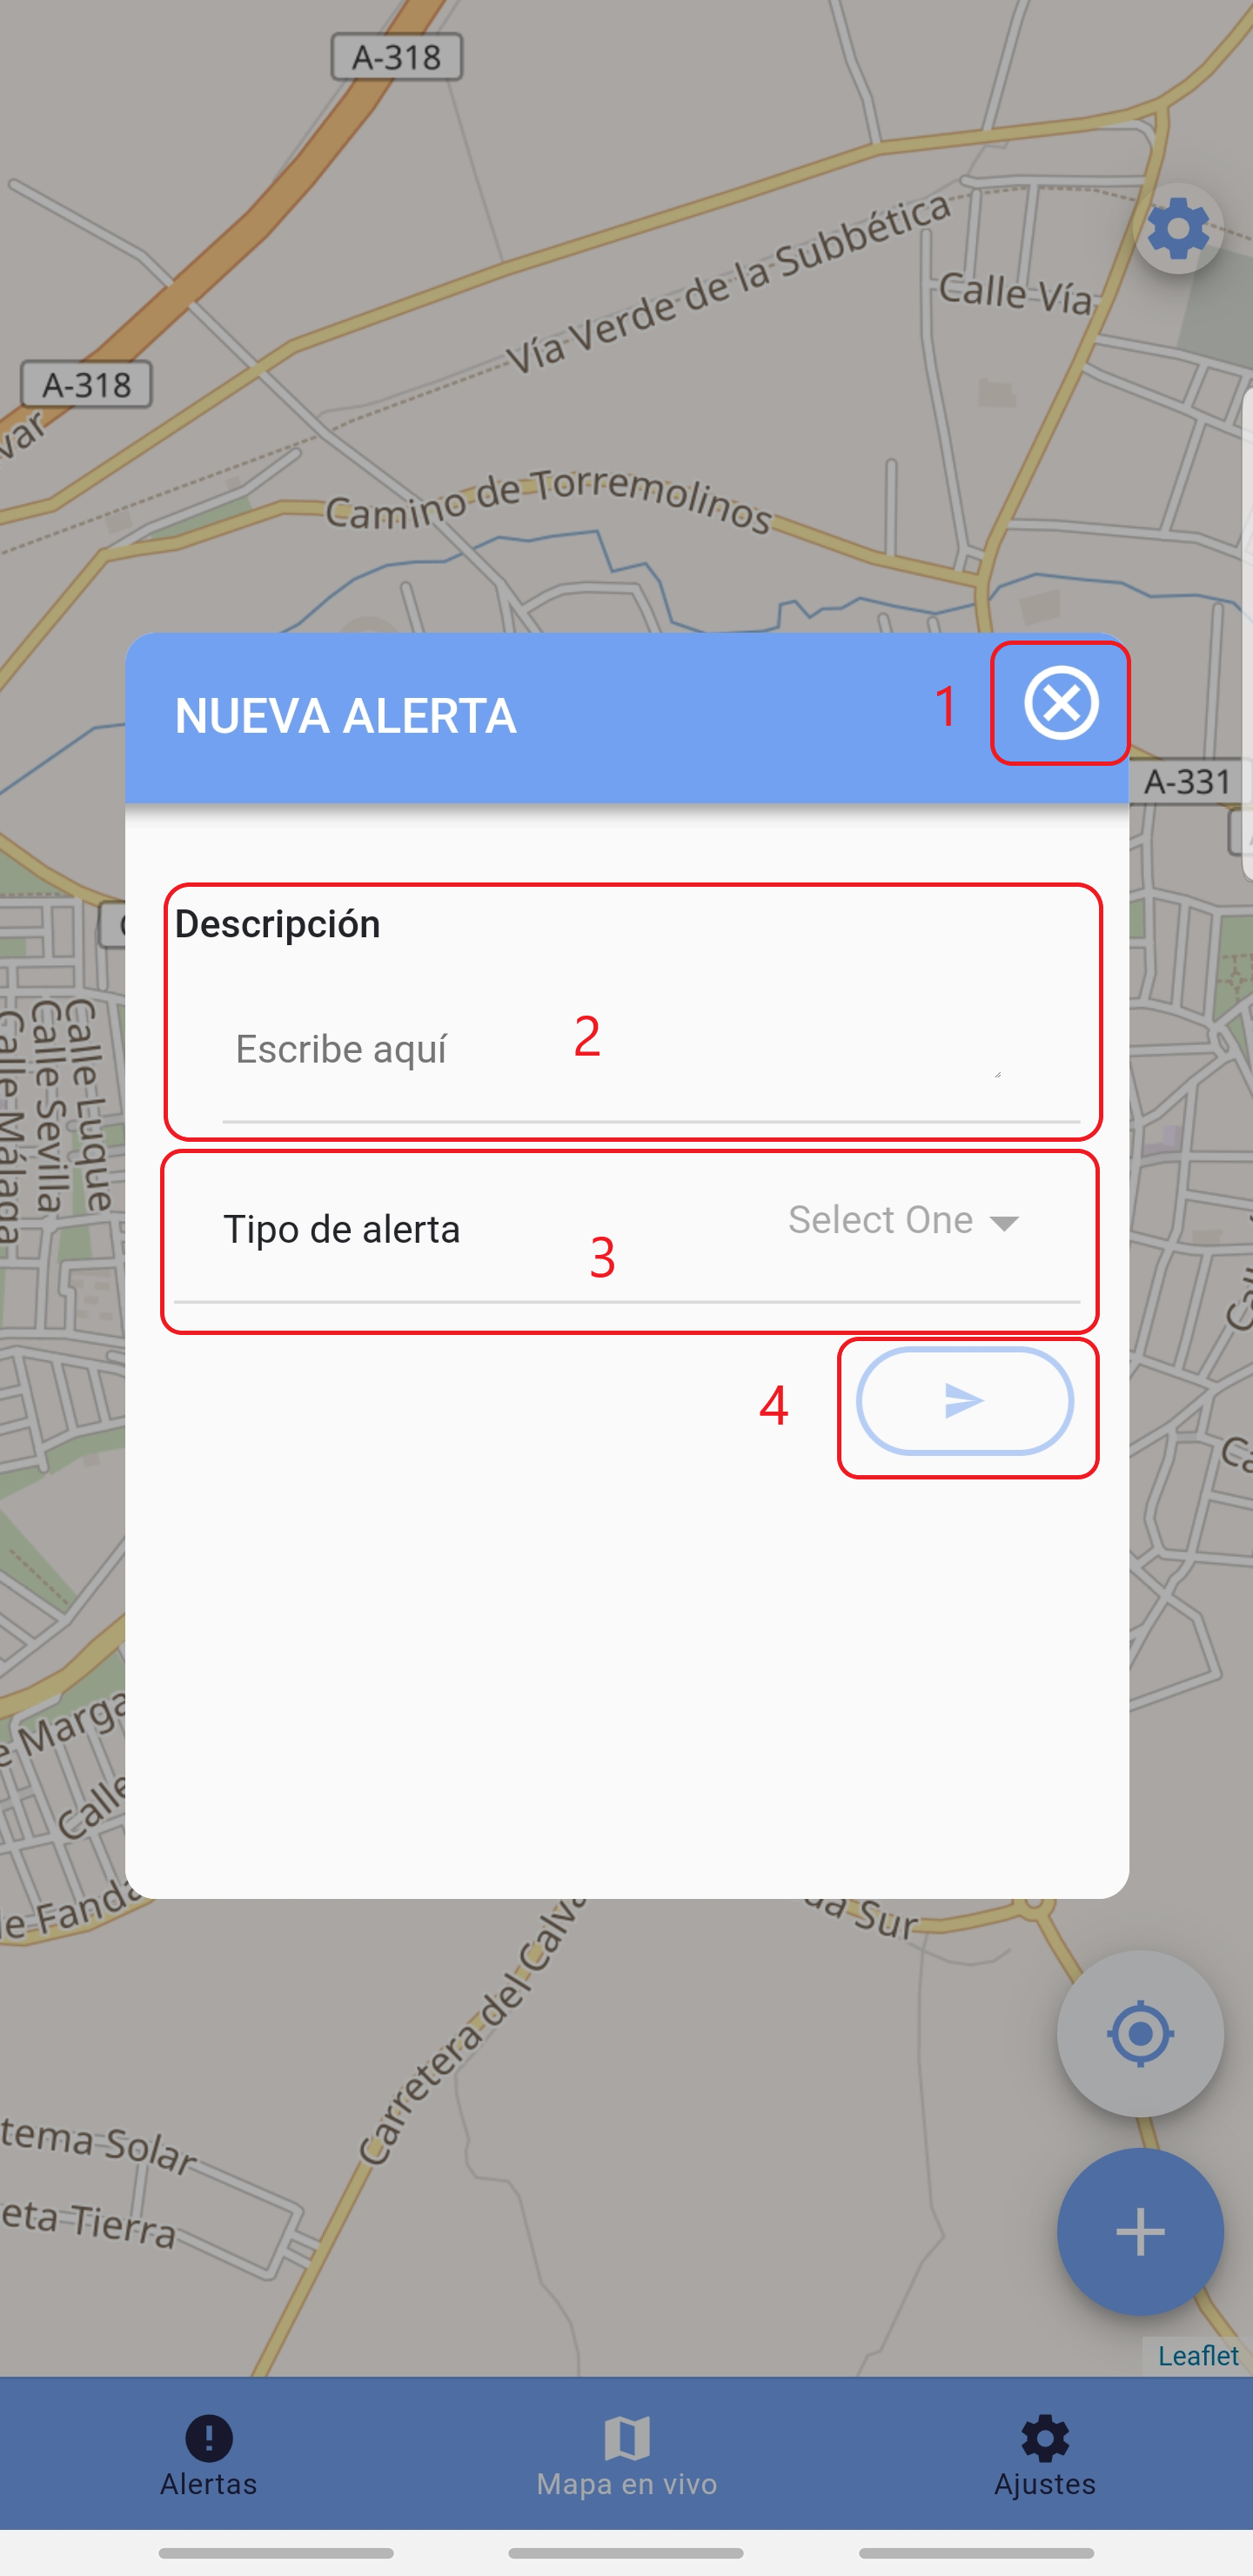 A-318
Vía Verde de la Subbética
Calle Vía
A-318
var
Camino de Torremolinos
NUEVA ALERTA
1
A-331
Descripción
Escribe aquí
2
Calle Luque
Calle Sevilla
Calle Málaga
Tipo de alerta
Select One
3
4
e Marga
Calle
le Fanda
da Sur
Carretera del Calva
tema Solar
eta Tierra
Leaflet
Alertas
Mapa en vivo
Ajustes